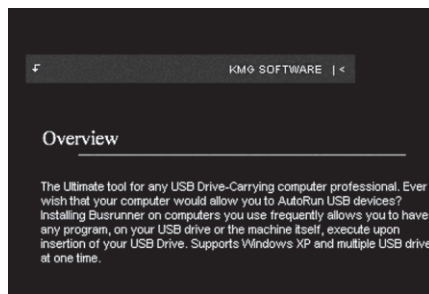 KMG SOFTWARE | <
Overview
The Ultimate tool for any USB Drive-Carrying computer professional. Ever
wish that your computer would allow you to AutoRun USB devices?
Installing Busrunner on computers you use frequently allows you to have
any program, on your USB drive or the machine itself, execute upon
insertion of your USB Drive. Supports Windows XP and multiple USB drive
at one time.